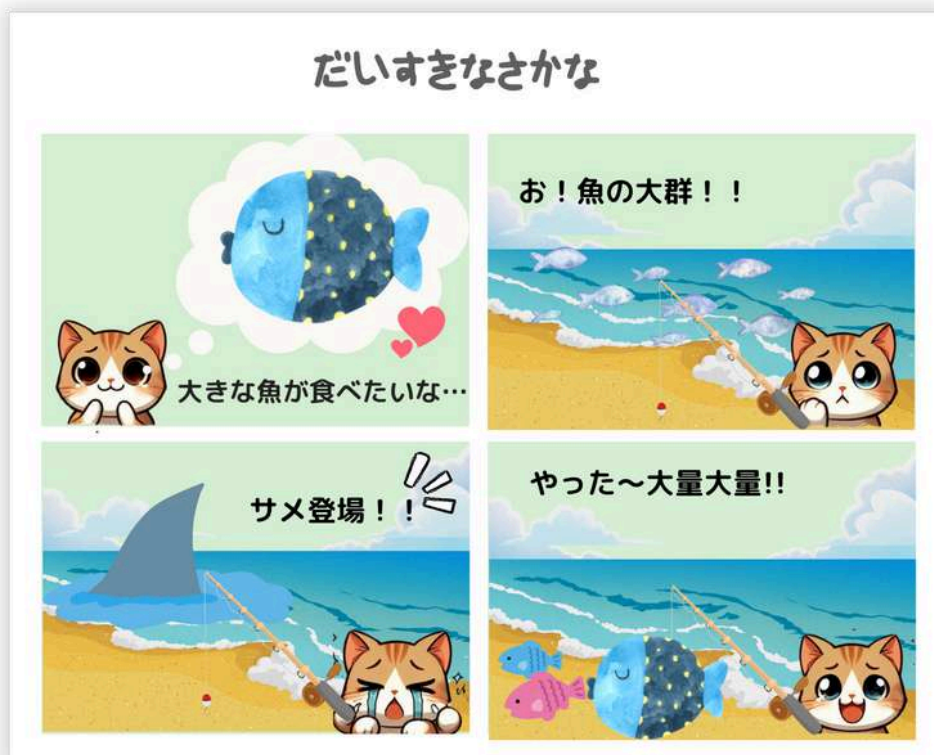 だいすきなさかな
大きな魚が食べたいな…
お！魚の大群！！
サメ登場！！
やった〜大量大量!!